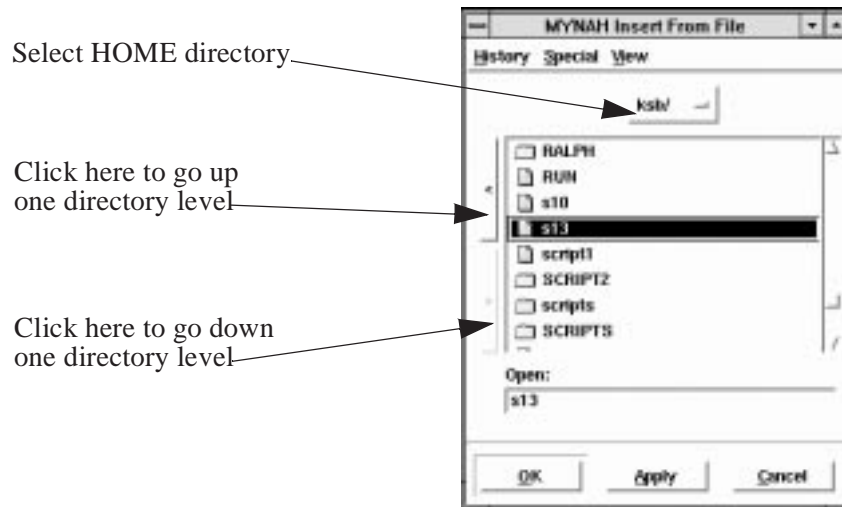 MYNAH Insert From File
History Special View
Select HOME directory
ksb/
Click here to go up
one directory level
RALPH
RUN
s10
s13
script1
SCRIPT2
scripts
SCRIPTS
Click here to go down
one directory level
Open:
s13
OK Apply Cancel